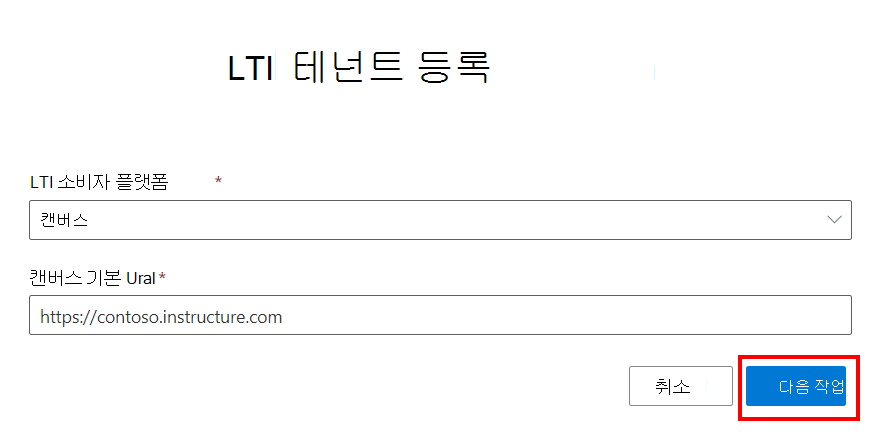 LTI 테넌트 등록
LTI 소비자 플랫폼 *
캔버스
캔버스 기본 Ural *
https://contoso.instructure.com
취소 다음 작업